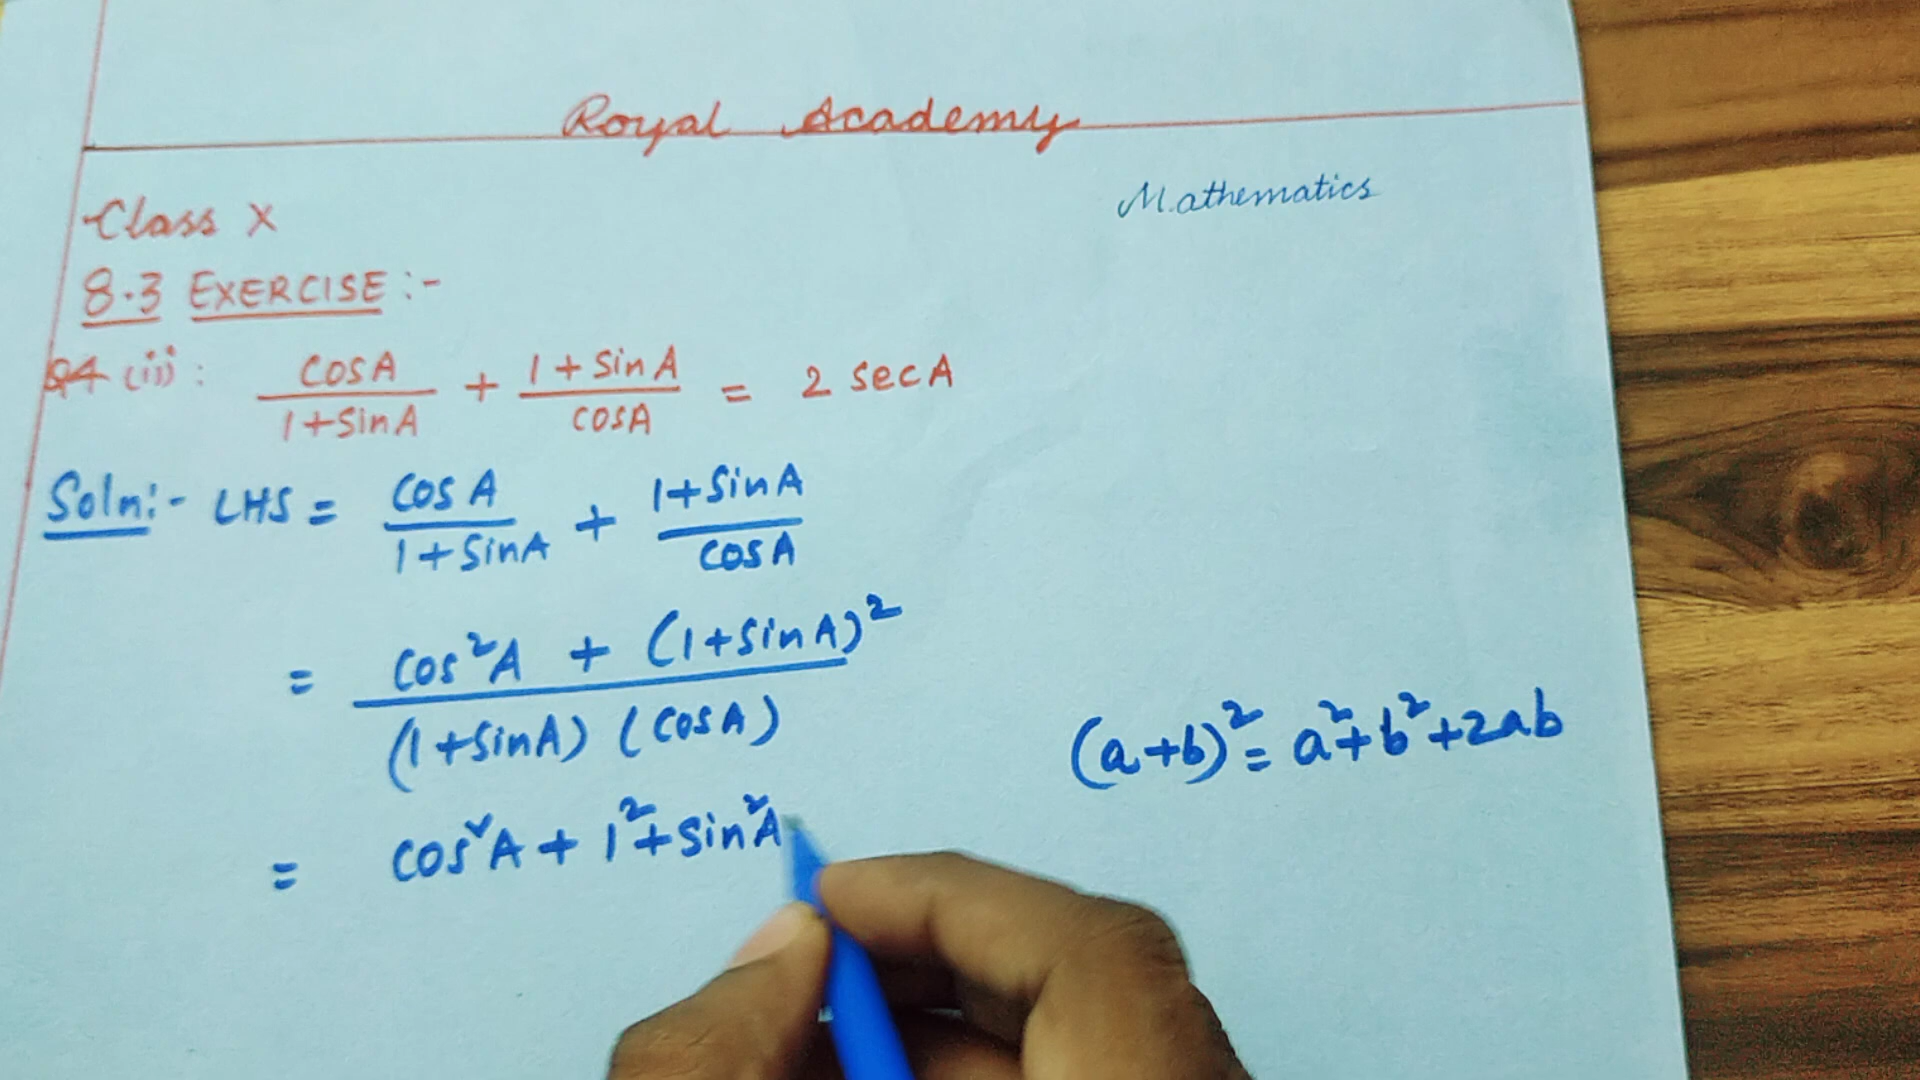 Royal Academy
Mathematics
Class X
8.3 EXERCISE :-
Q4 (ii) : cosA/1+SinA + 1+SinA/cosA = 2 secA
Soln:- LHS = cosA/1+SinA + 1+SinA/cosA
= cos²A + (1+SinA)²/(1+SinA) (cosA)
(a+b)² = a²+b²+2ab
= cos²A + 1²+Sin²A